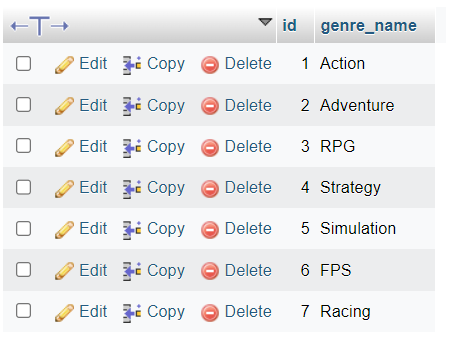 id genre_name
Edit Copy Delete 1 Action
Edit Copy Delete 2 Adventure
Edit Copy Delete 3 RPG
Edit Copy Delete 4 Strategy
Edit Copy Delete 5 Simulation
Edit Copy Delete 6 FPS
Edit Copy Delete 7 Racing